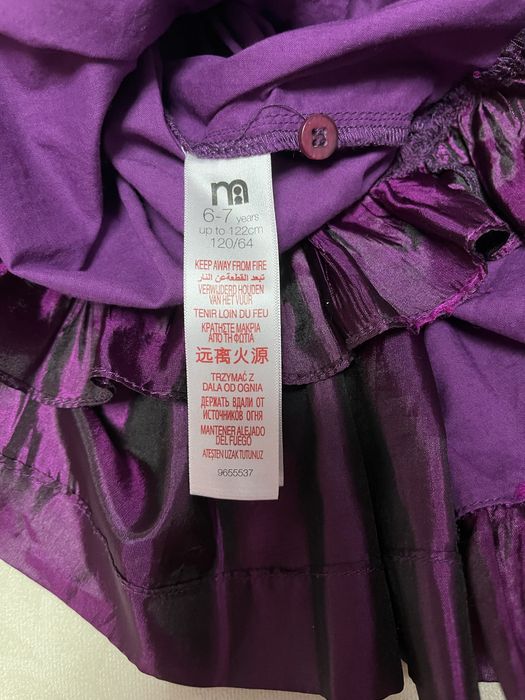 6-7 years
up to 122cm
120/64
KEEP AWAY FROM FIRE
تبعد القطعة عن النار
VERWIJDERD HOUDEN
VAN HET VUUR
TENIR LOIN DU FEU
ΚΡΑΤΗΣΤΕ ΜΑΚΡΙΑ
ΑΠΟ ΤΗ ΦΩΤΙΑ
远离火源
TRZYMAĆ Z
DALA OD OGNIA
ДЕРЖАТЬ ВДАЛИ ОТ
ИСТОЧНИКОВ ОГНЯ
MANTENER ALEJADO
DEL FUEGO
ATEŞTEN UZAK TUTUNUZ
9655537